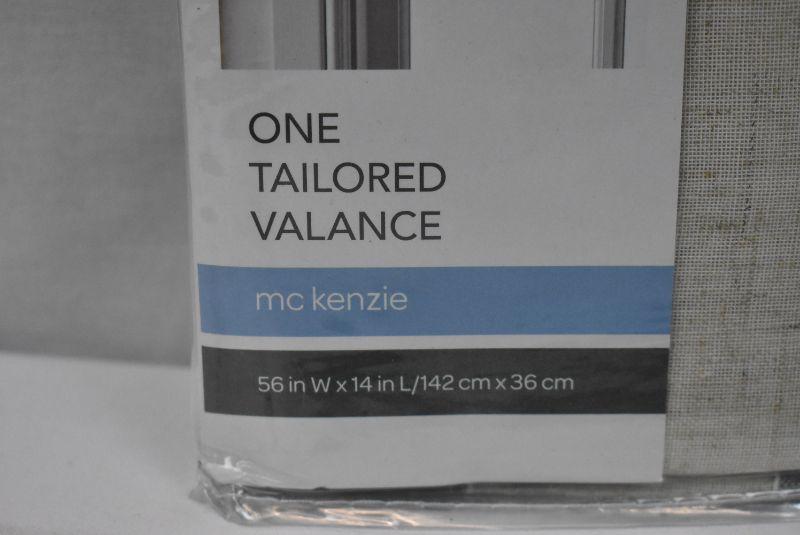 ONE
TAILORED
VALANCE
mc kenzie
56 in W x 14 in L/142 cm x 36 cm